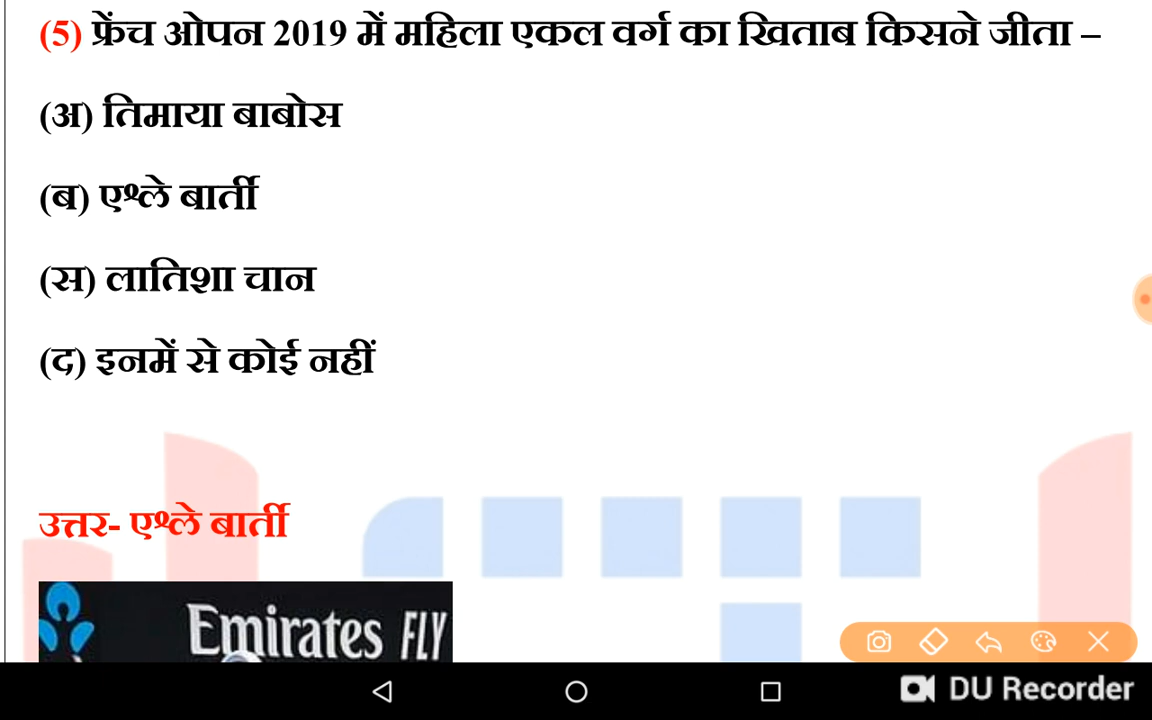 (5) फ्रेंच ओपन 2019 में महिला एकल वर्ग का खिताब किसने जीता –
(अ) तिमाया बाबोस
(ब) एश्ले बार्ती
(स) लातिशा चान
(द) इनमें से कोई नहीं
उत्तर- एश्ले बार्ती
Emirates FLY
DU Recorder